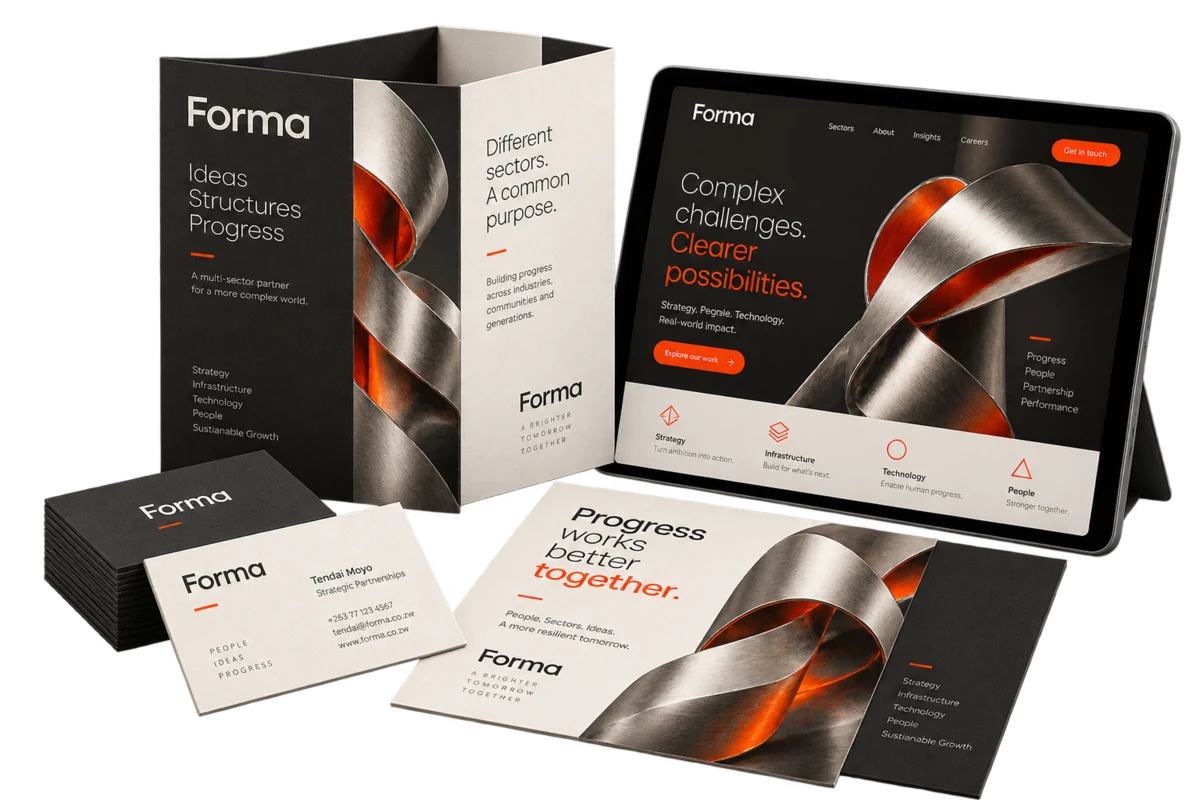 Forma
Ideas
Structures
Progress
A multi-sector partner
for a more complex world.
Strategy
Infrastructure
Technology
People
Sustianable Growth
Different
sectors.
A common
purpose.
Building progress
across industries,
communities and
generations.
Forma
A BRIGHTER
TOMORROW
TOGETHER
Forma
Sectors
About
Insights
Careers
Get in touch
Complex
challenges.
Clearer
possibilities.
Strategy. Technology.
Real-world impact.
Explore our work →
Progress
People
Partnership
Performance
Strategy
Turn ambition into action.
Infrastructure
Build for what's next.
Technology
Enable human progress.
People
Stronger together.
Forma
Forma
PEOPLE
IDEAS
PROGRESS
Tendai Moyo
Strategic Partnerships
+263 77 123 4567
tendai@forma.co.zw
www.forma.co.zw
Progress
works
better
together.
People. Sectors. Ideas.
A more resilient tomorrow.
Forma
A BRIGHTER
TOMORROW
TOGETHER
Strategy
Infrastructure
Technology
People
Sustianable Growth